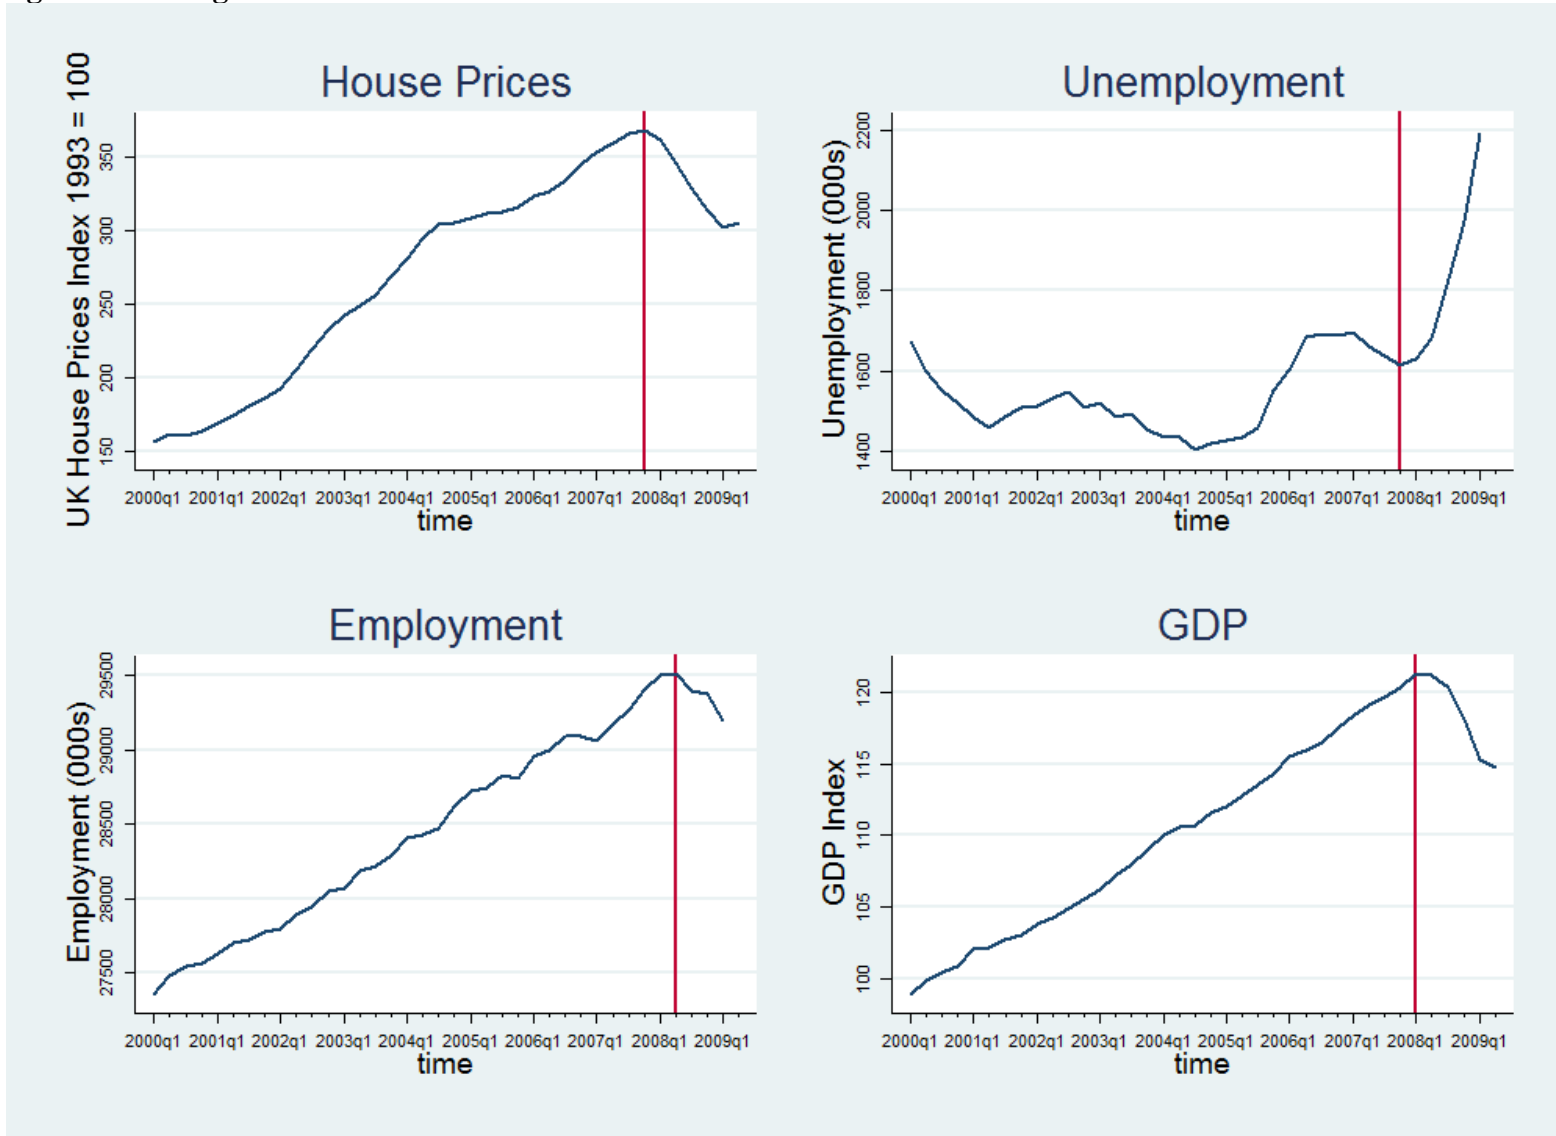 House Prices
UK House Prices Index 1993 = 100
350
300
250
200
150
2000q1 2001q1 2002q1 2003q1 2004q1 2005q1 2006q1 2007q1 2008q1 2009q1
time
Unemployment
Unemployment (000s)
2200
2000
1800
1600
1400
2000q1 2001q1 2002q1 2003q1 2004q1 2005q1 2006q1 2007q1 2008q1 2009q1
time
Employment
Employment (000s)
29500
29000
28500
28000
27500
2000q1 2001q1 2002q1 2003q1 2004q1 2005q1 2006q1 2007q1 2008q1 2009q1
time
GDP
GDP Index
120
115
110
105
100
2000q1 2001q1 2002q1 2003q1 2004q1 2005q1 2006q1 2007q1 2008q1 2009q1
time